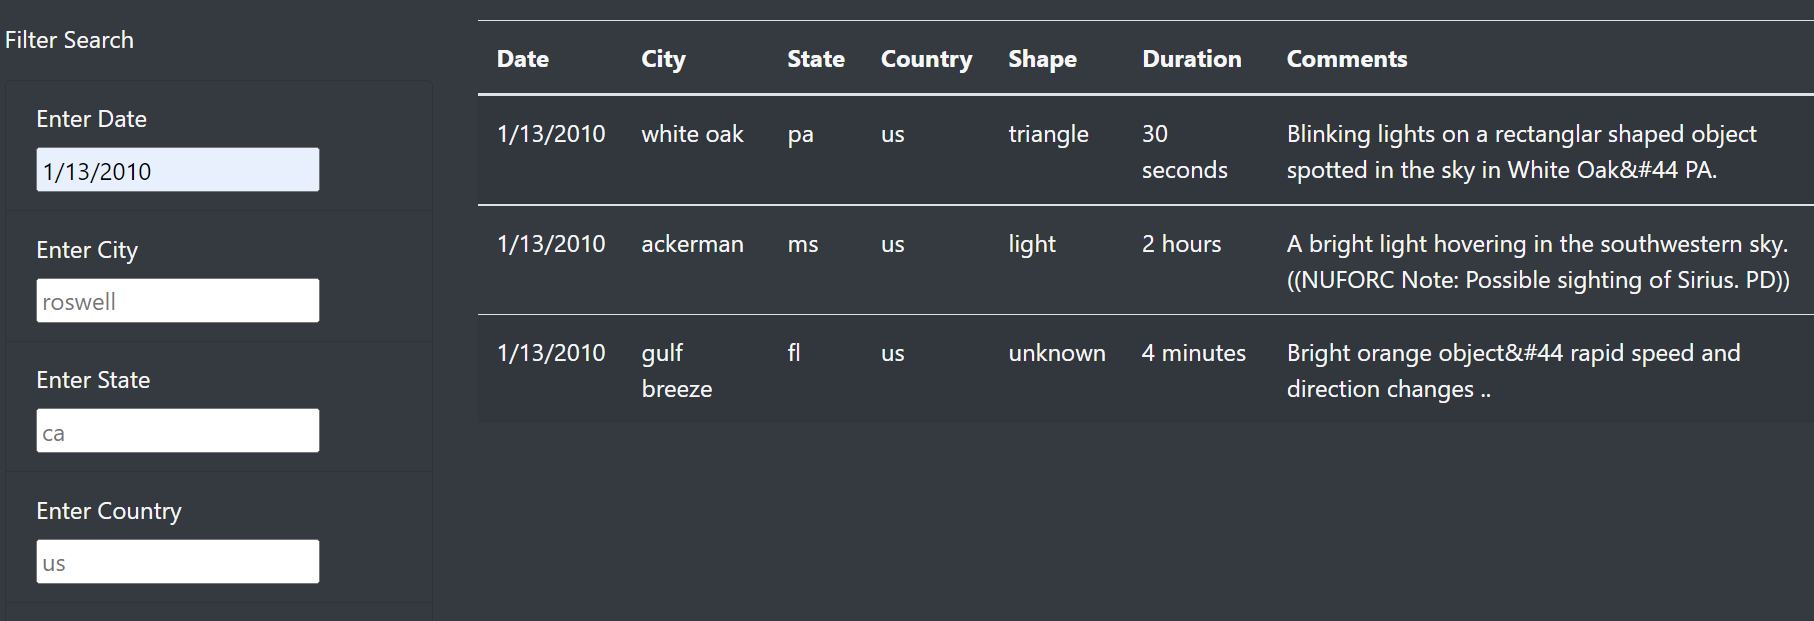 Filter Search
Enter Date
1/13/2010
Enter City
roswell
Enter State
ca
Enter Country
us
Date City State Country Shape Duration Comments
1/13/2010 white oak pa us triangle 30 seconds Blinking lights on a rectanglar shaped object
spotted in the sky in White Oak&#44 PA.
1/13/2010 ackerman ms us light 2 hours A bright light hovering in the southwestern sky.
((NUFORC Note: Possible sighting of Sirius. PD))
1/13/2010 gulf breeze fl us unknown 4 minutes Bright orange object&#44 rapid speed and
direction changes ..